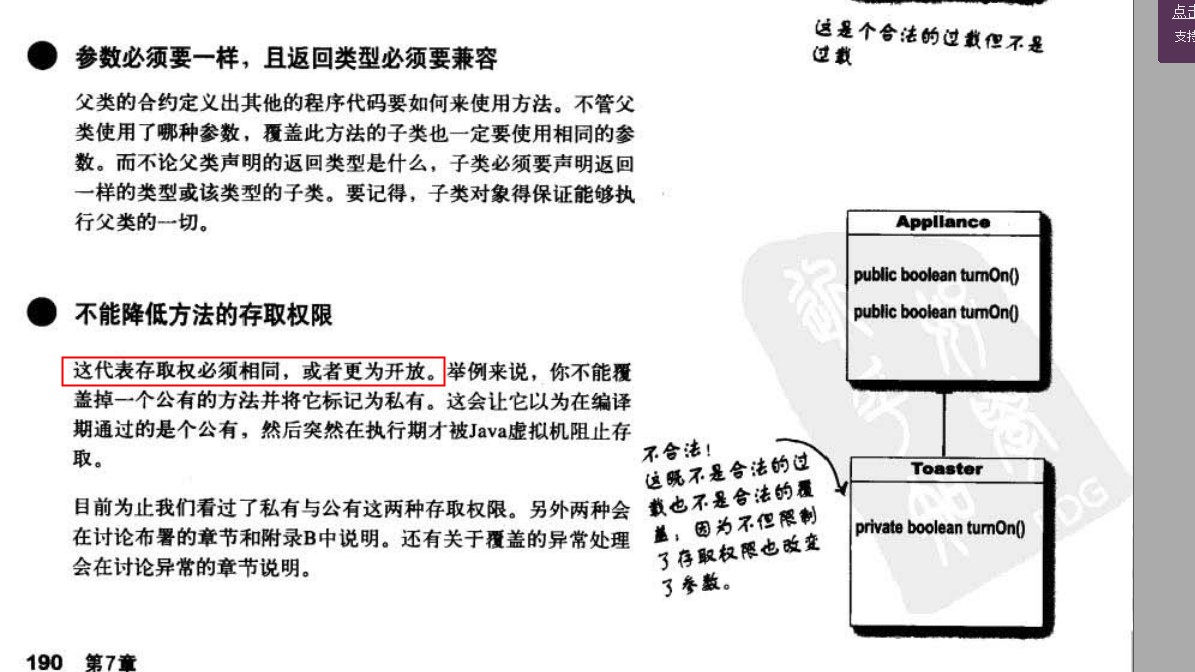 点击
支持
这是个合法的过载但不是
过载
参数必须要一样，且返回类型必须要兼容
父类的合约定义出其他的程序代码要如何来使用方法。不管父
类使用了哪种参数，覆盖此方法的子类也一定要使用相同的参
数。而不论父类声明的返回类型是什么，子类必须要声明返回
一样的类型或该类型的子类。要记得，子类对象得保证能够执
行父类的一切。
不能降低方法的存取权限
这代表存取权必须相同，或者更为开放。举例来说，你不能覆
盖掉一个公有的方法并将它标记为私有。这会让它以为在编译
期通过的是个公有，然后突然在执行期才被Java虚拟机阻止存
取。
目前为止我们看过了私有与公有这两种存取权限。另外两种会
在讨论布署的章节和附录B中说明。还有关于覆盖的异常处理
会在讨论异常的章节说明。
Appliance
public boolean turnOn()
public boolean turnOn()
不合法！
这既不是合法的过
载也不是合法的覆
盖，因为不但限制
了存取权限也改变
了参数。
Toaster
private boolean turnOn()
PDG
190 第7章